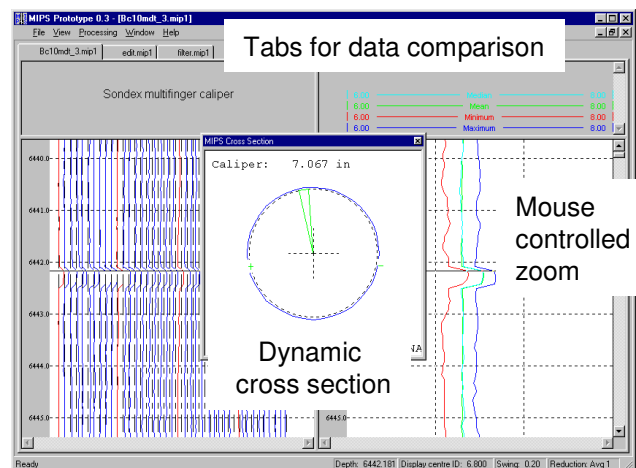 MIPS Prototype 0.3 - [Bc10mdt_3.mip1]
File View Processing Window Help
Bc10mdt_3.mip1 edit.mip1 filter.mip1
Tabs for data comparison
Sondex multifinger caliper
6.00 Median 8.00
6.00 Mean 8.00
6.00 Minimum 8.00
6.00 Maximum 8.00
MIPS Cross Section
Caliper: 7.067 in
6440.0
6441.0
6442.0
6443.0
6444.0
6445.0
Mouse
controlled
zoom
Dynamic
cross section
6445.0
Ready Depth: 6442.181 Display centre ID: 6.800 Swing: 0.20 Reduction: Avg 1